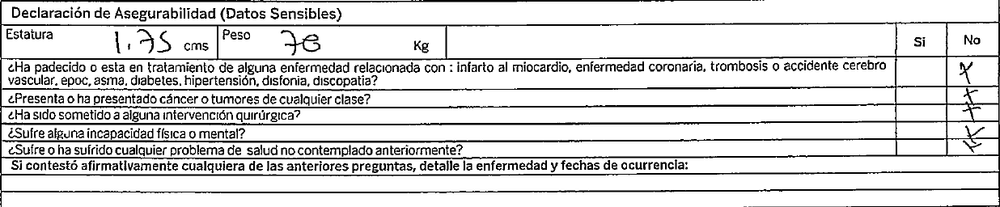 Declaración de Asegurabilidad (Datos Sensibles)
Estatura 1.75 cms Peso Kg Si No
¿Ha padecido o esta en tratamiento de alguna enfermedad relacionada con : infarto al miocardio, enfermedad coronaria, trombosis o accidente cerebro X
vascular, epoc, asma, diabetes, hipertensión, disfonia, discopatia?
¿Presenta o ha presentado cáncer o tumores de cualquier clase? X
¿Ha sido sometido a alguna intervención quirúrgica? X
¿Sufre alguna incapacidad física o mental? X
¿Sufre o ha sufrido cualquier problema de salud no contemplado anteriormente? X
Si contestó afirmativamente cualquiera de las anteriores preguntas, detalle la enfermedad y fechas de ocurrencia: